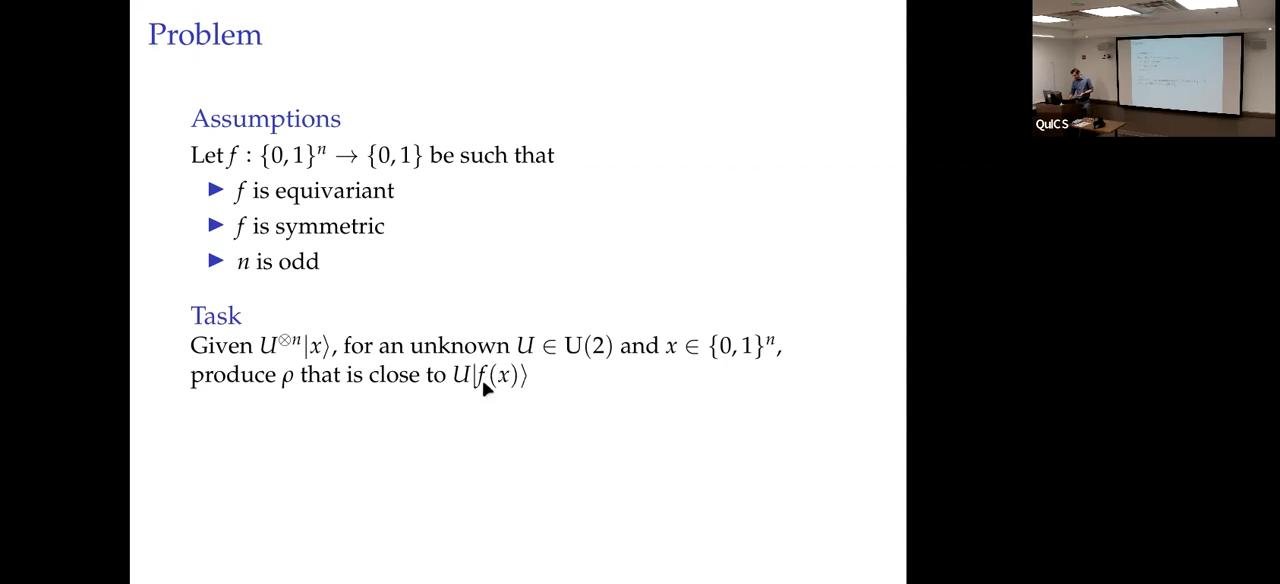 Problem
Assumptions
Let f : {0, 1}ⁿ → {0, 1} be such that
▶ f is equivariant
▶ f is symmetric
▶ n is odd
Task
Given U^{⊗n}|x⟩, for an unknown U ∈ U(2) and x ∈ {0, 1}ⁿ,
produce ρ that is close to U|f(x)⟩
QuICS